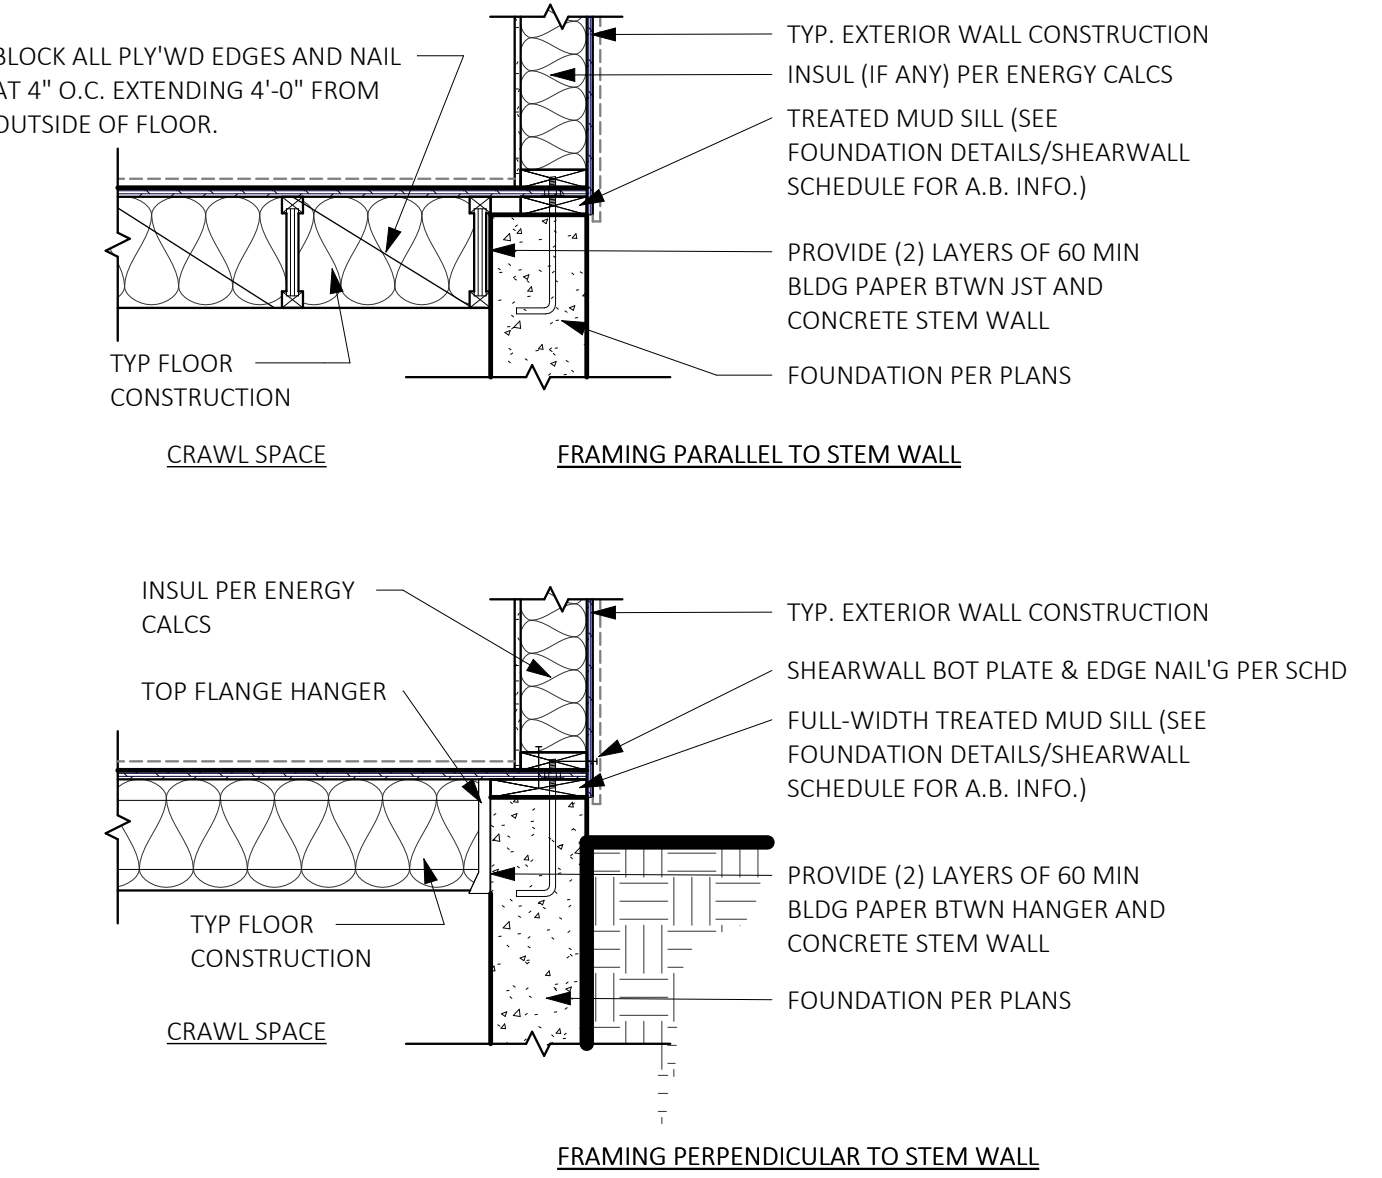 BLOCK ALL PLY'WD EDGES AND NAIL
AT 4" O.C. EXTENDING 4'-0" FROM
OUTSIDE OF FLOOR.
TYP. EXTERIOR WALL CONSTRUCTION
INSUL (IF ANY) PER ENERGY CALCS
TREATED MUD SILL (SEE
FOUNDATION DETAILS/SHEARWALL
SCHEDULE FOR A.B. INFO.)
PROVIDE (2) LAYERS OF 60 MIN
BLDG PAPER BTWN JST AND
CONCRETE STEM WALL
FOUNDATION PER PLANS
TYP FLOOR
CONSTRUCTION
CRAWL SPACE
FRAMING PARALLEL TO STEM WALL
INSUL PER ENERGY
CALCS
TOP FLANGE HANGER
TYP. EXTERIOR WALL CONSTRUCTION
SHEARWALL BOT PLATE & EDGE NAIL'G PER SCHD
FULL-WIDTH TREATED MUD SILL (SEE
FOUNDATION DETAILS/SHEARWALL
SCHEDULE FOR A.B. INFO.)
PROVIDE (2) LAYERS OF 60 MIN
BLDG PAPER BTWN HANGER AND
CONCRETE STEM WALL
FOUNDATION PER PLANS
TYP FLOOR
CONSTRUCTION
CRAWL SPACE
FRAMING PERPENDICULAR TO STEM WALL